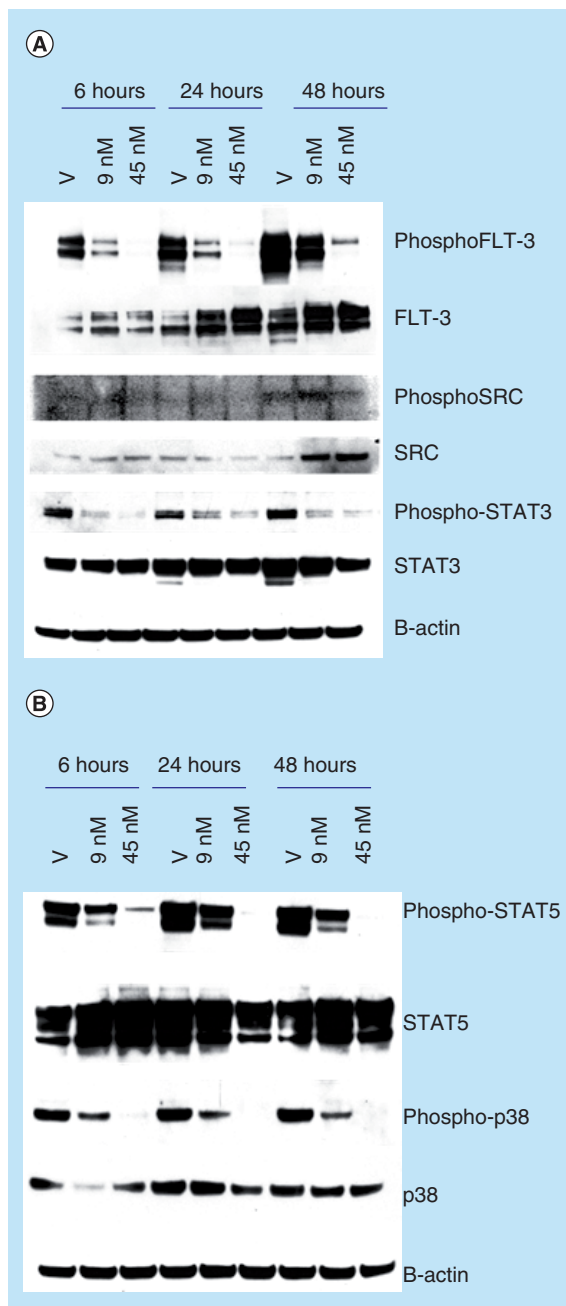 A
6 hours 24 hours 48 hours
V 9 nM 45 nM V 9 nM 45 nM V 9 nM 45 nM
PhosphoFLT-3
FLT-3
PhosphoSRC
SRC
Phospho-STAT3
STAT3
B-actin
B
6 hours 24 hours 48 hours
V 9 nM 45 nM V 9 nM 45 nM V 9 nM 45 nM
Phospho-STAT5
STAT5
Phospho-p38
p38
B-actin